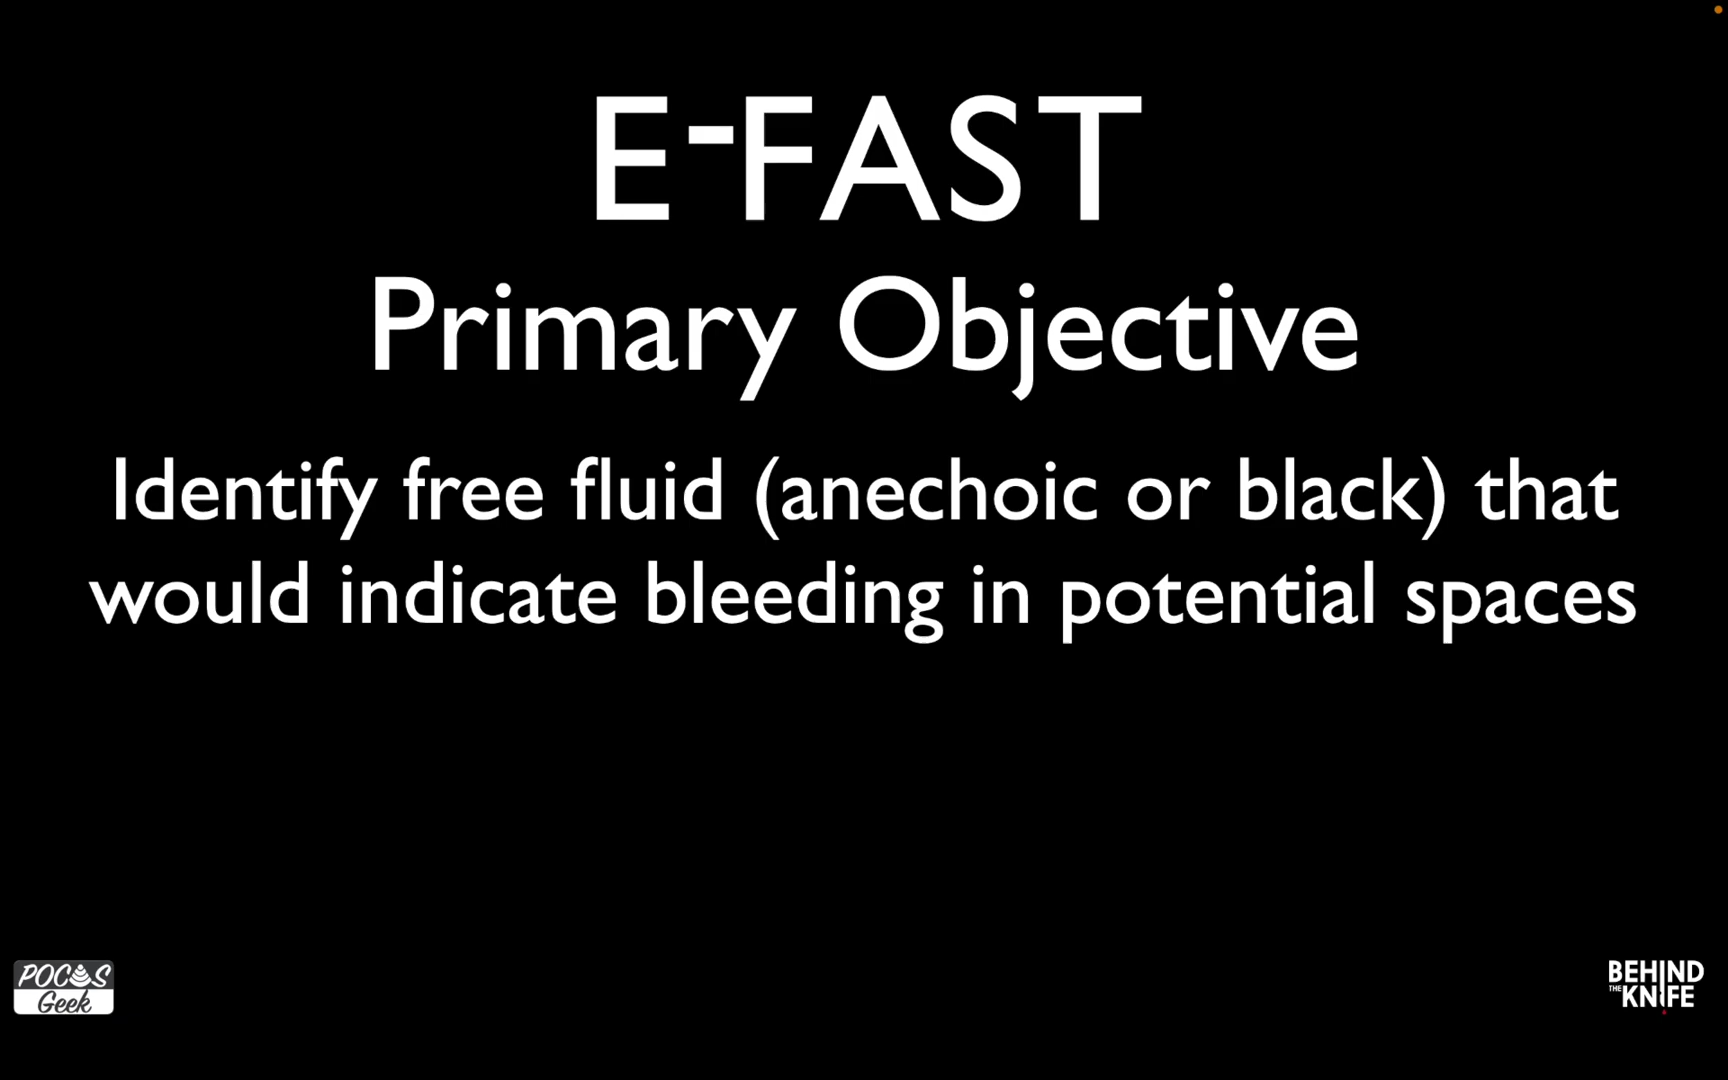 E-FAST
Primary Objective
Identify free fluid (anechoic or black) that
would indicate bleeding in potential spaces
POCUS
Geek
BEHIND
THE KNIFE